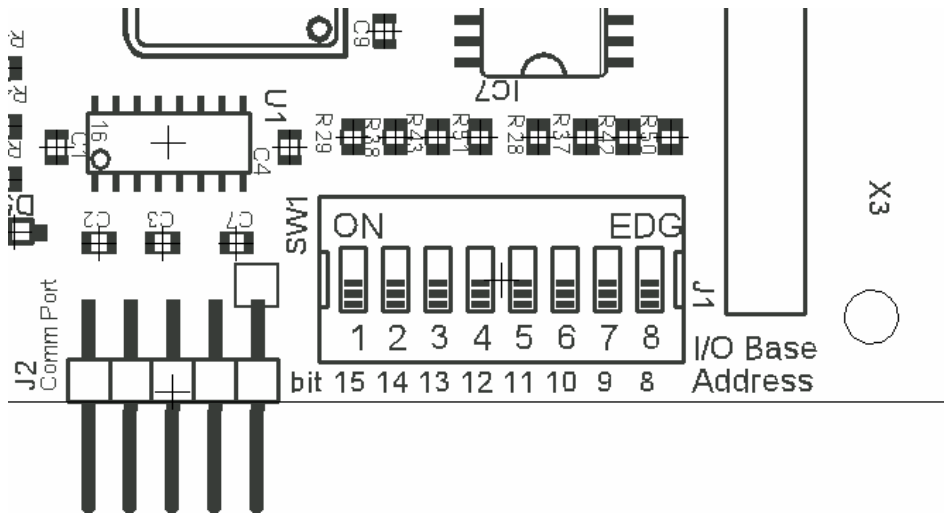 C9
IC7
U1
16
C1
C4
R29
R38
R43
R51
R28
R37
R42
R50
C2
C3
C7
SW1
ON EDG
1 2 3 4 5 6 7 8
bit 15 14 13 12 11 10 9 8
J1
I/O Base
Address
X3
J2
Comm Port